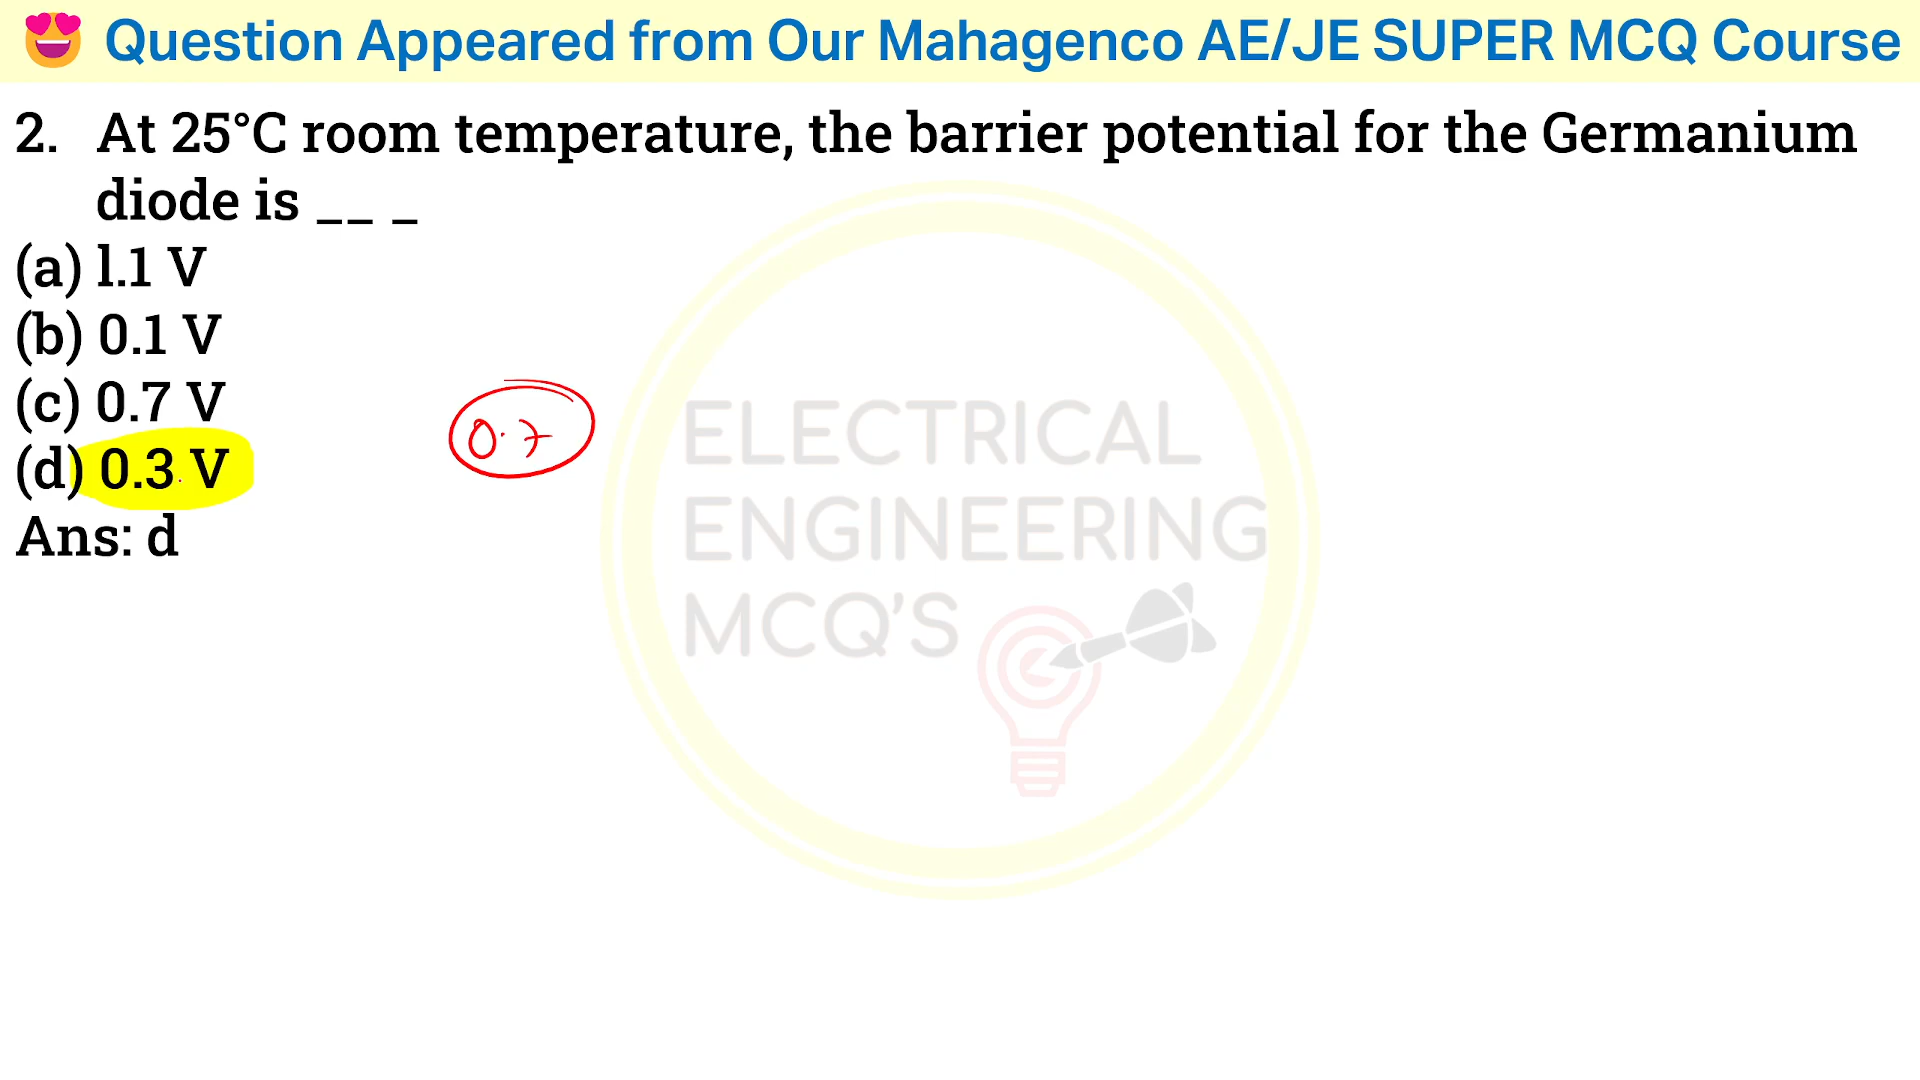 😍 Question Appeared from Our Mahagenco AE/JE SUPER MCQ Course
2. At 25°C room temperature, the barrier potential for the Germanium
diode is __ _
(a) l.1 V
(b) 0.1 V
(c) 0.7 V
0.7
(d) 0.3 V
Ans: d
ELECTRICAL
ENGINEERING
MCQ'S